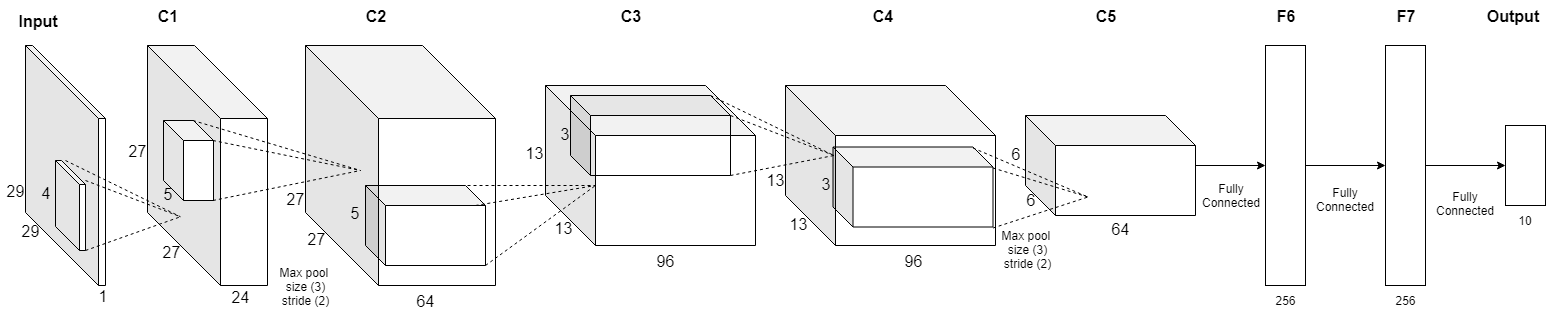 Input
C1
C2
C3
C4
C5
F6
F7
Output
29
29
4
1
27
27
5
24
Max pool
size (3)
stride (2)
27
27
5
64
13
13
3
96
13
13
3
96
Max pool
size (3)
stride (2)
6
6
64
Fully
Connected
256
Fully
Connected
256
Fully
Connected
10